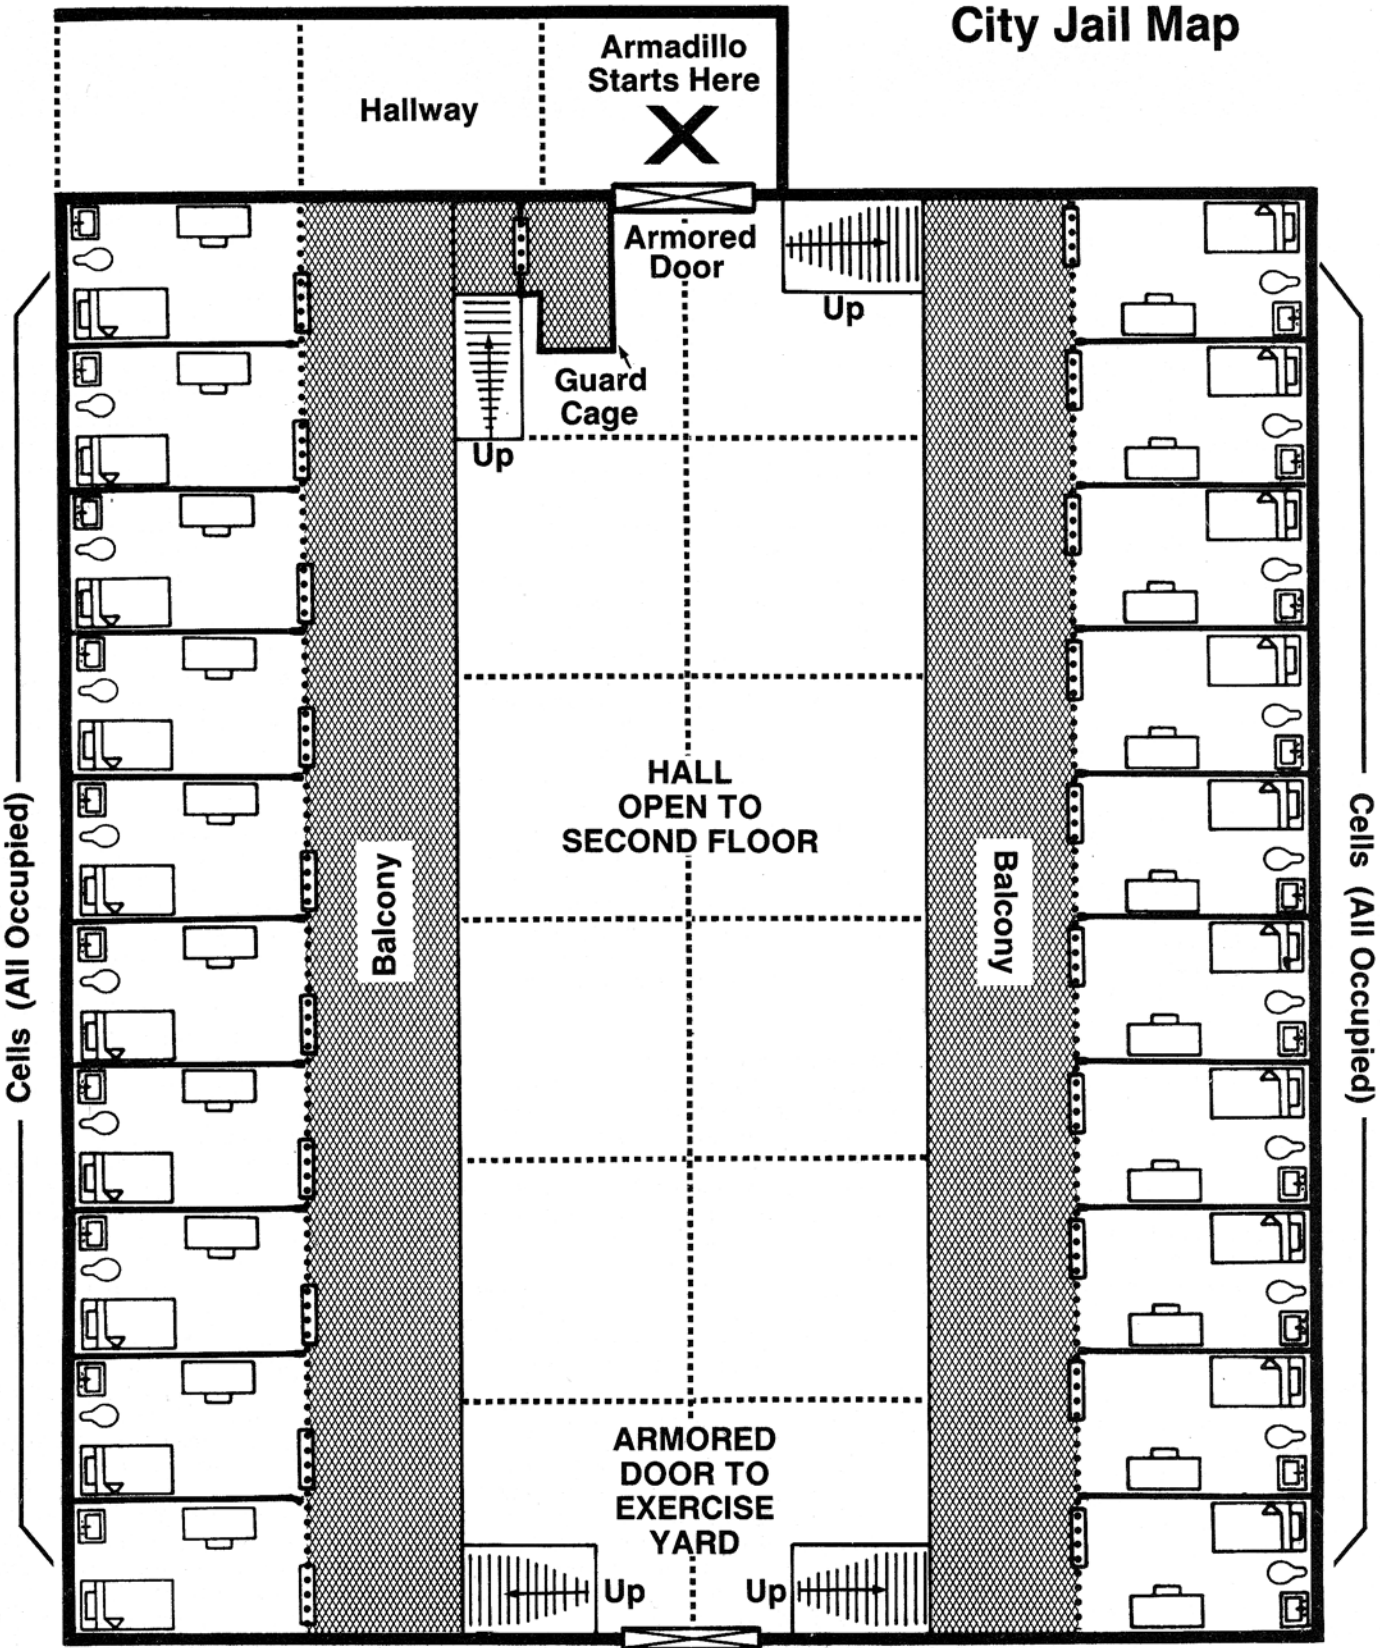 City Jail Map
Armadillo
Starts Here
X
Hallway
Armored
Door
Up
Guard
Cage
Up
HALL
OPEN TO
SECOND FLOOR
Balcony
Balcony
Cells (All Occupied)
Cells (All Occupied)
ARMORED
DOOR TO
EXERCISE
YARD
Up
Up